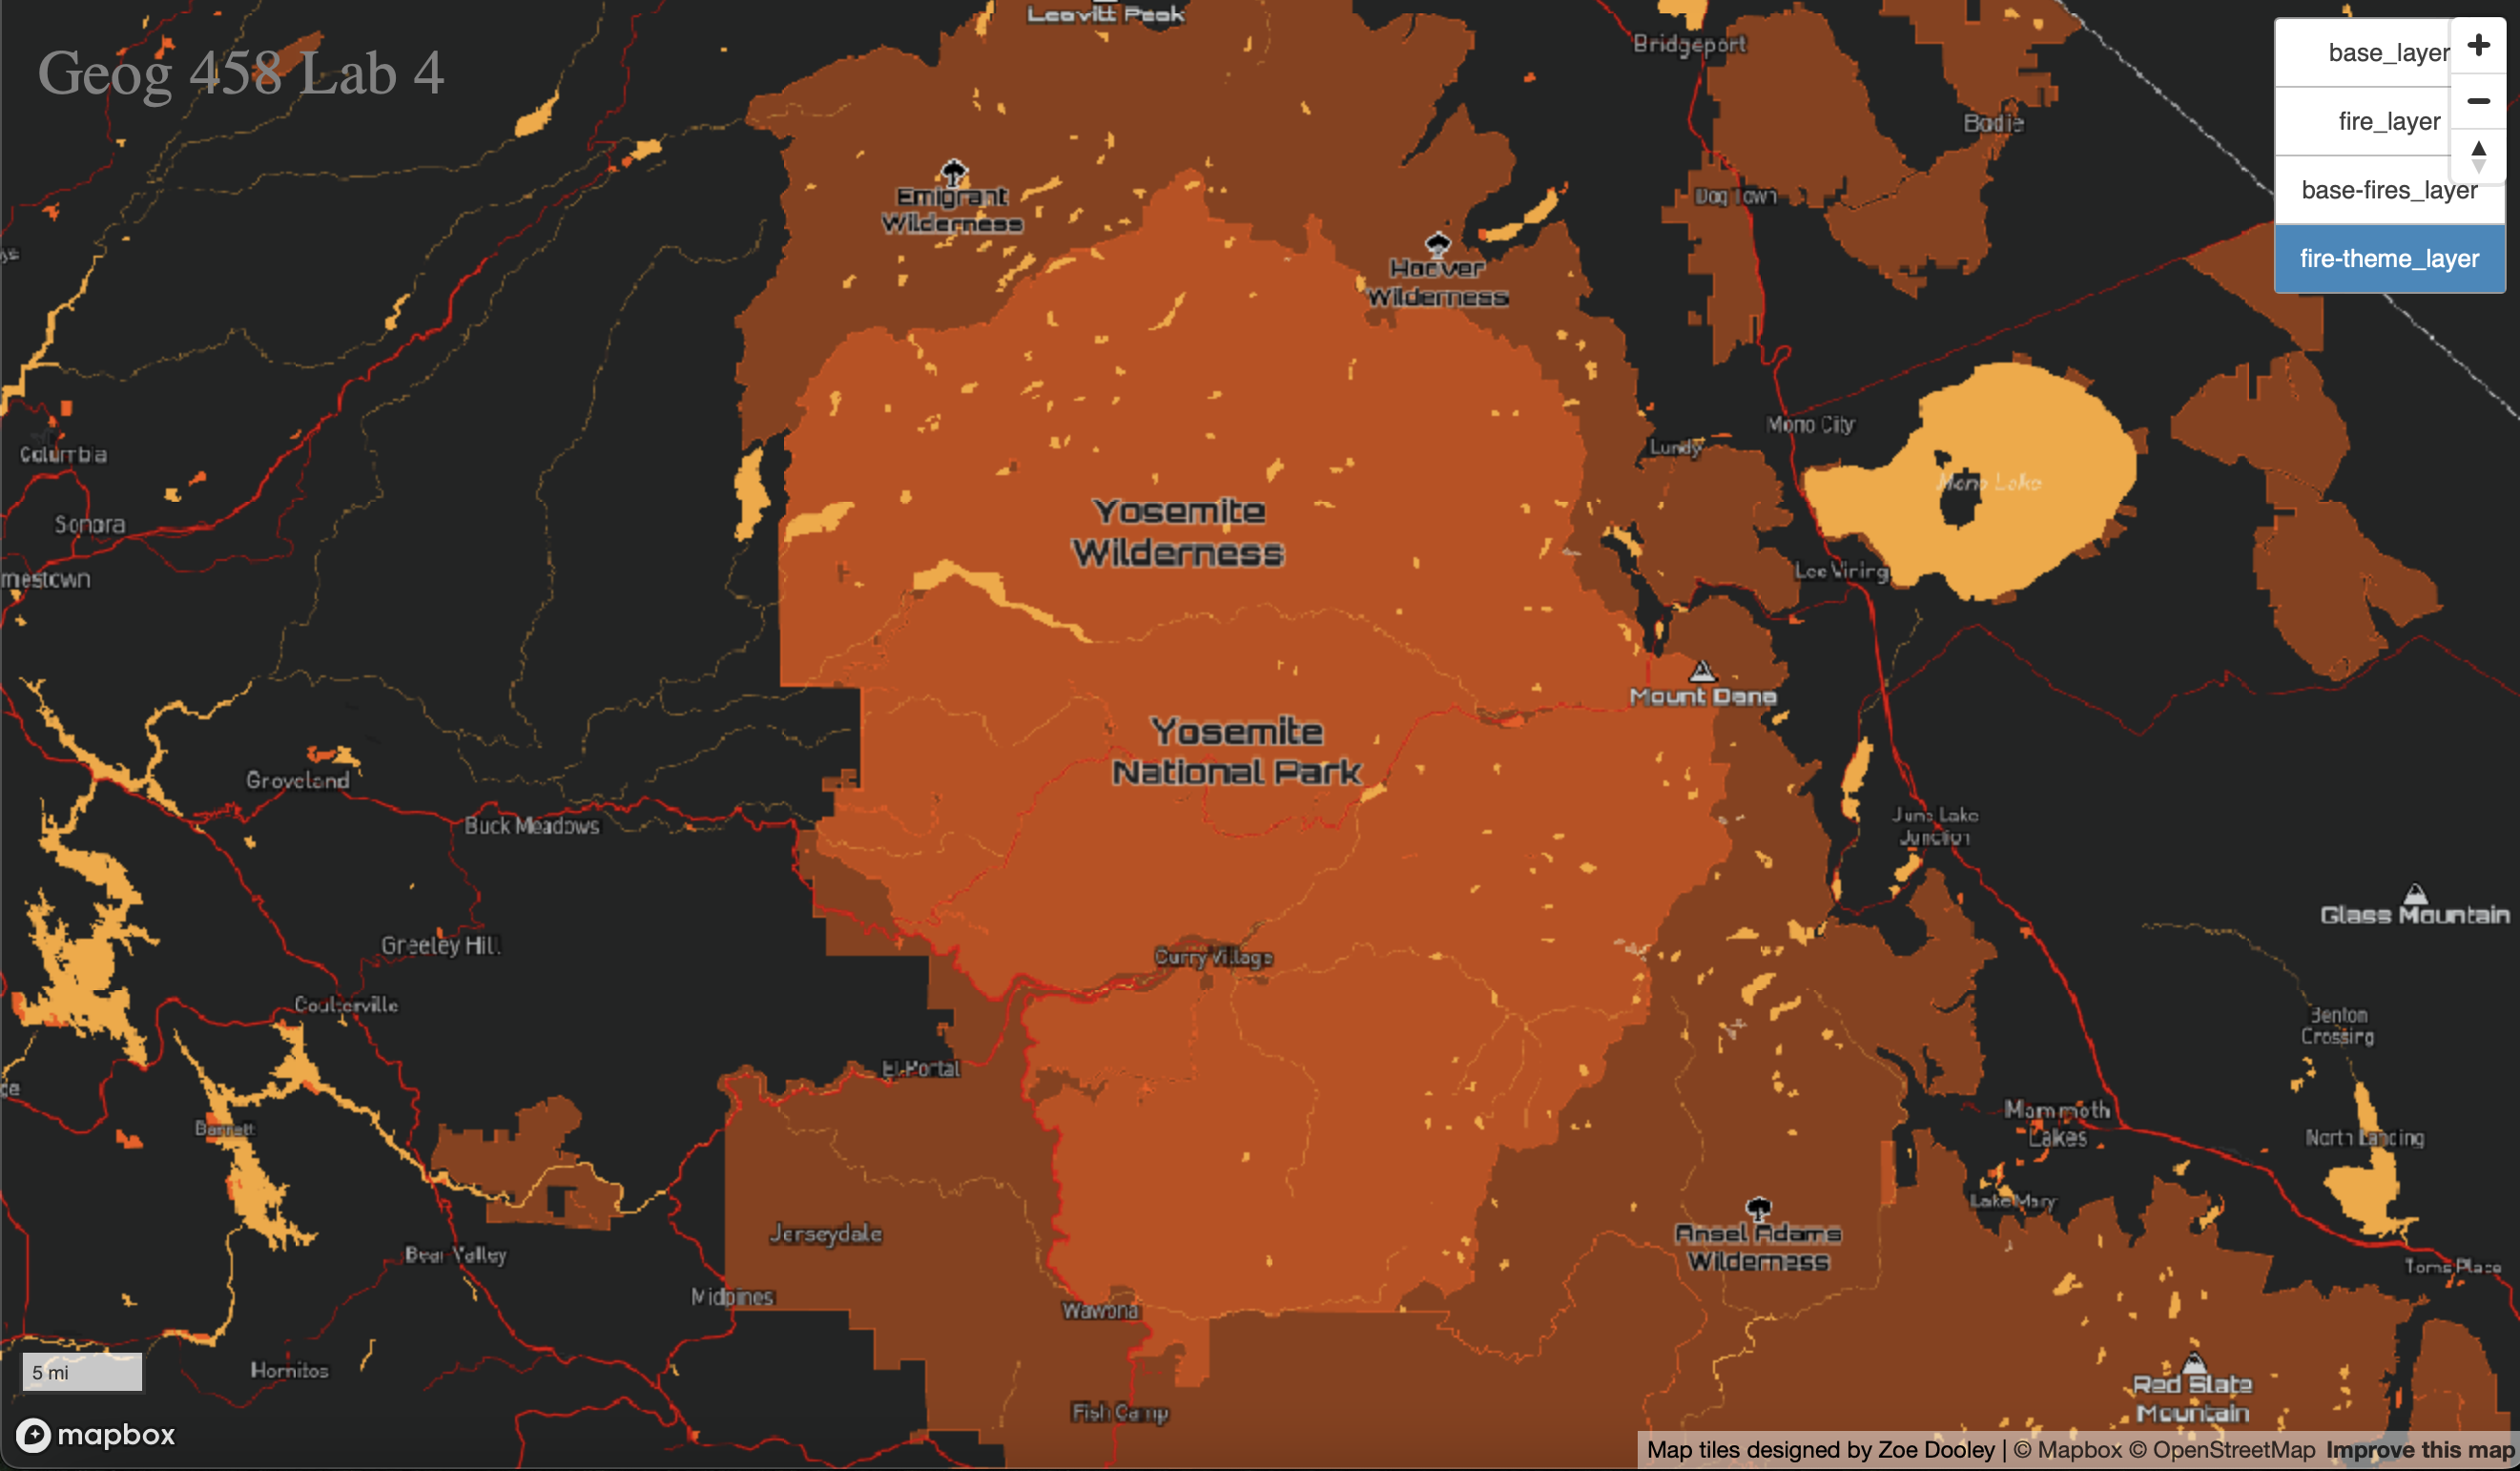 Leavitt Peak
Geog 458 Lab 4
Bridgeport
base_layer
+
−
fire_layer
Bodie
base-fires_layer
fire-theme_layer
Emigrant
Wilderness
Dog Town
Hoover
Wilderness
Mono City
Lundy
Columbia
Mono Lake
Sonora
Yosemite
Wilderness
mestown
Lee Vining
Mount Dana
Yosemite
National Park
Groveland
Buck Meadows
June Lake
Junction
Glass Mountain
Greeley Hill
Curry Village
Coulterville
Benton
Crossing
El Portal
Barrett
Mammoth
Lakes
North Landing
Lake Mary
Jerseydale
Ansel Adams
Wilderness
Bear Valley
Toms Place
Midpines
Wawona
5 mi
Hornitos
Red Slate
Mountain
Fish Camp
mapbox
Map tiles designed by Zoe Dooley | © Mapbox © OpenStreetMap Improve this map